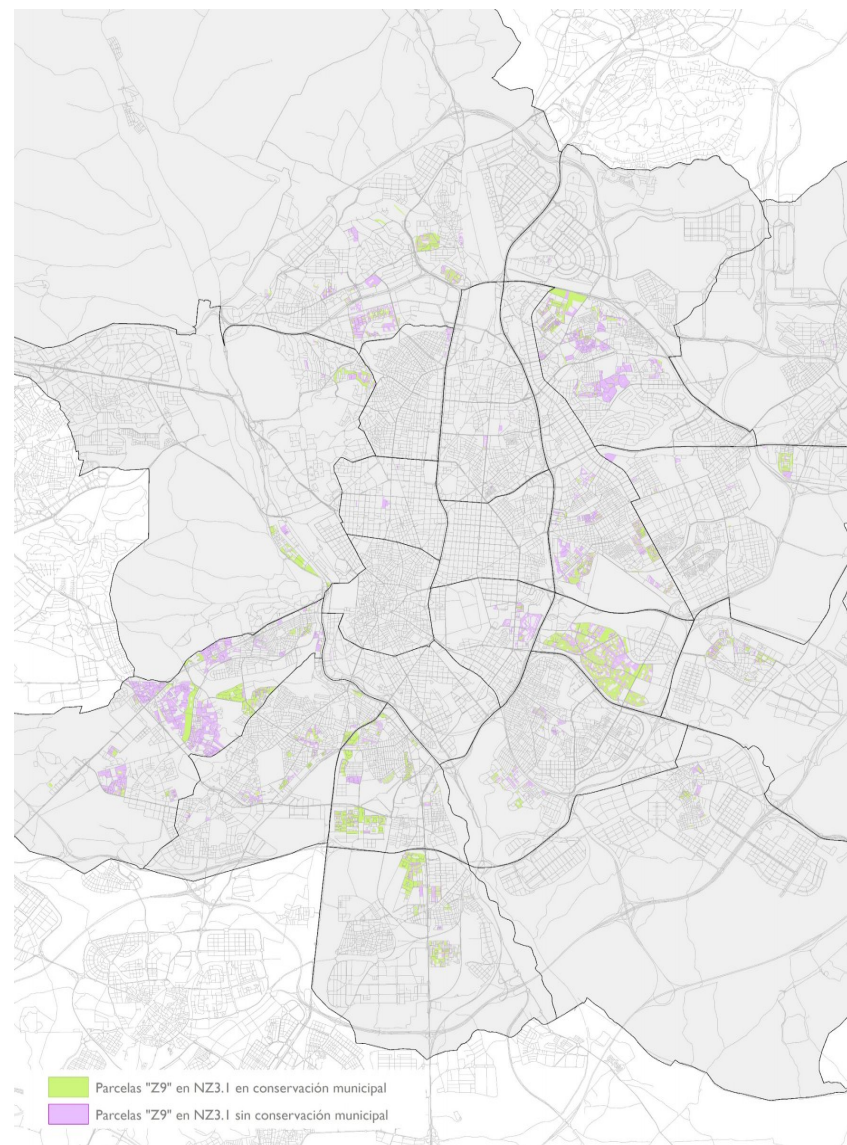 Parcelas "Z9" en NZ3.1 en conservación municipal
Parcelas "Z9" en NZ3.1 sin conservación municipal